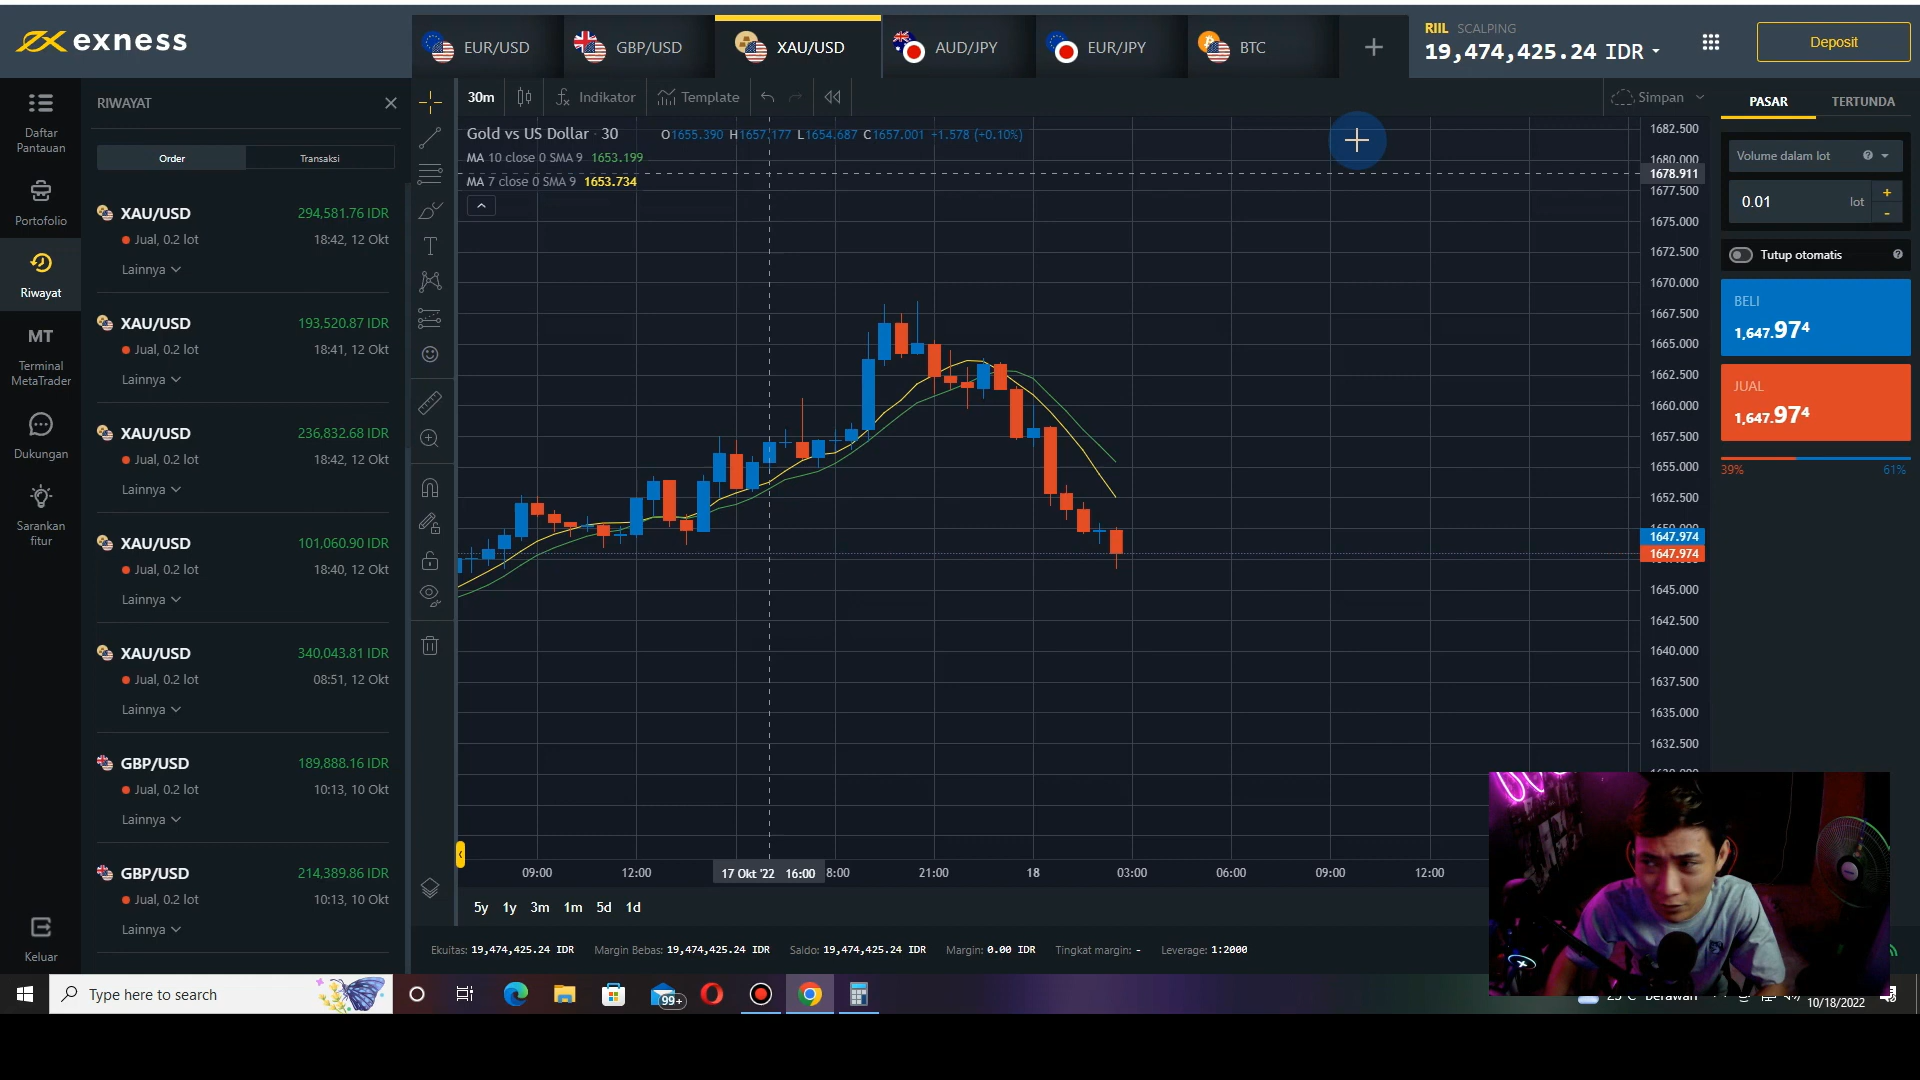 exness
EUR/USD
GBP/USD
XAU/USD
AUD/JPY
EUR/JPY
BTC
RIIL SCALPING
19,474,425.24 IDR
Deposit
Daftar
Pantauan
Portofolio
Riwayat
MT
Terminal
MetaTrader
Dukungan
Sarankan
fitur
Keluar
RIWAYAT
Order
Transaksi
XAU/USD 294,581.76 IDR
Jual, 0.2 lot 18:42, 12 Okt
Lainnya
XAU/USD 193,520.87 IDR
Jual, 0.2 lot 18:41, 12 Okt
Lainnya
XAU/USD 236,832.68 IDR
Jual, 0.2 lot 18:42, 12 Okt
Lainnya
XAU/USD 101,060.90 IDR
Jual, 0.2 lot 18:40, 12 Okt
Lainnya
XAU/USD 340,043.81 IDR
Jual, 0.2 lot 08:51, 12 Okt
Lainnya
GBP/USD 189,888.16 IDR
Jual, 0.2 lot 10:13, 10 Okt
Lainnya
GBP/USD 214,389.86 IDR
Jual, 0.2 lot 10:13, 10 Okt
Lainnya
30m
Indikator
Template
Simpan
Gold vs US Dollar · 30 O1655.390 H1657.177 L1654.687 C1657.001 -1.578 (+0.10%)
MA 10 close 0 SMA 9 1653.199
MA 7 close 0 SMA 9 1653.734
1682.500
1680.000
1678.911
1677.500
1675.000
1672.500
1670.000
1667.500
1665.000
1662.500
1660.000
1657.500
1655.000
1652.500
1650.000
1647.974
1647.974
1645.000
1642.500
1640.000
1637.500
1635.000
1632.500
09:00
12:00
17 Okt '22 16:00
8:00
21:00
18
03:00
06:00
09:00
12:00
5y 1y 3m 1m 5d 1d
Ekuitas: 19,474,425.24 IDR Margin Bebas: 19,474,425.24 IDR Saldo: 19,474,425.24 IDR Margin: 0.00 IDR Tingkat margin: - Leverage: 1:2000
PASAR
TERTUNDA
Volume dalam lot
0.01 lot
+
-
Tutup otomatis
BELI
1,647.974
JUAL
1,647.974
39%
61%
Type here to search
99+
10/18/2022